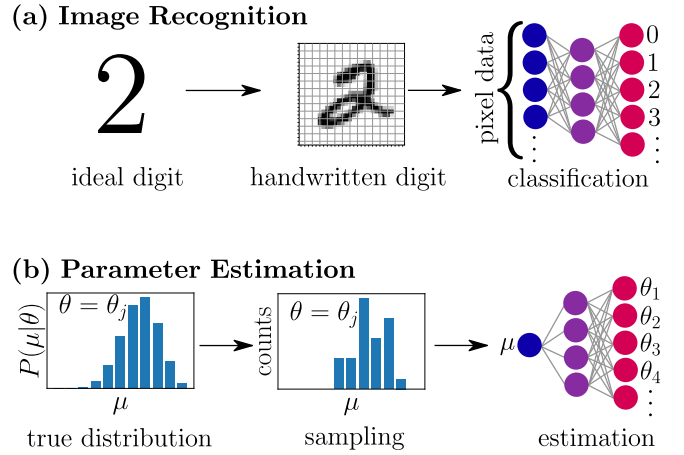 (a) Image Recognition
2
2
pixel data
0
1
2
3
⋮
⋮
ideal digit
handwritten digit
classification
(b) Parameter Estimation
P(μ|θ)
θ = θⱼ
μ
true distribution
counts
θ = θⱼ
μ
sampling
μ
θ₁
θ₂
θ₃
θ₄
⋮
estimation